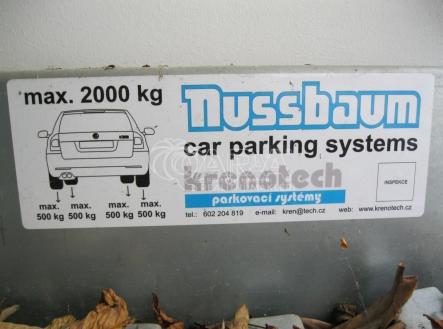 max. 2000 kg
Nussbaum
car parking systems
krenotech
parkovací systémy
INSPEKCE
max. max. max. max.
500 kg 500 kg 500 kg 500 kg
tel.: 602 204 819 e-mail: kren@tech.cz web: www.krenotech.cz